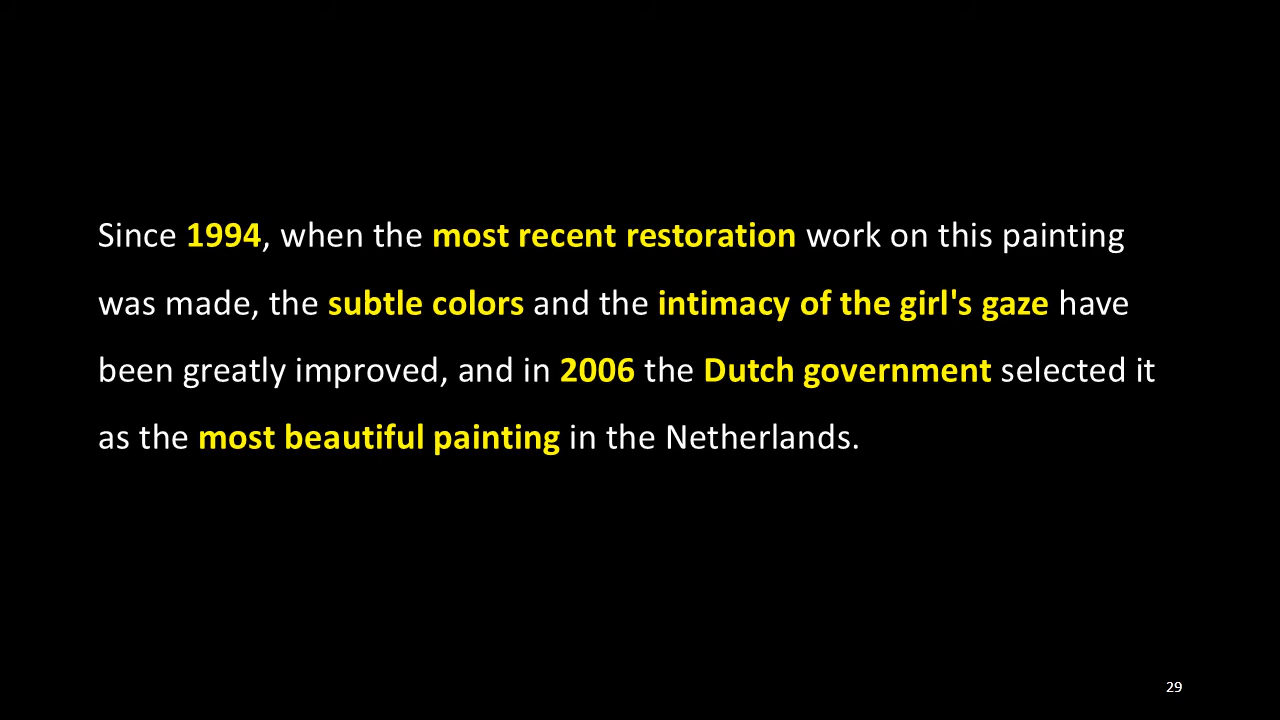 Since 1994, when the most recent restoration work on this painting
was made, the subtle colors and the intimacy of the girl's gaze have
been greatly improved, and in 2006 the Dutch government selected it
as the most beautiful painting in the Netherlands.
29